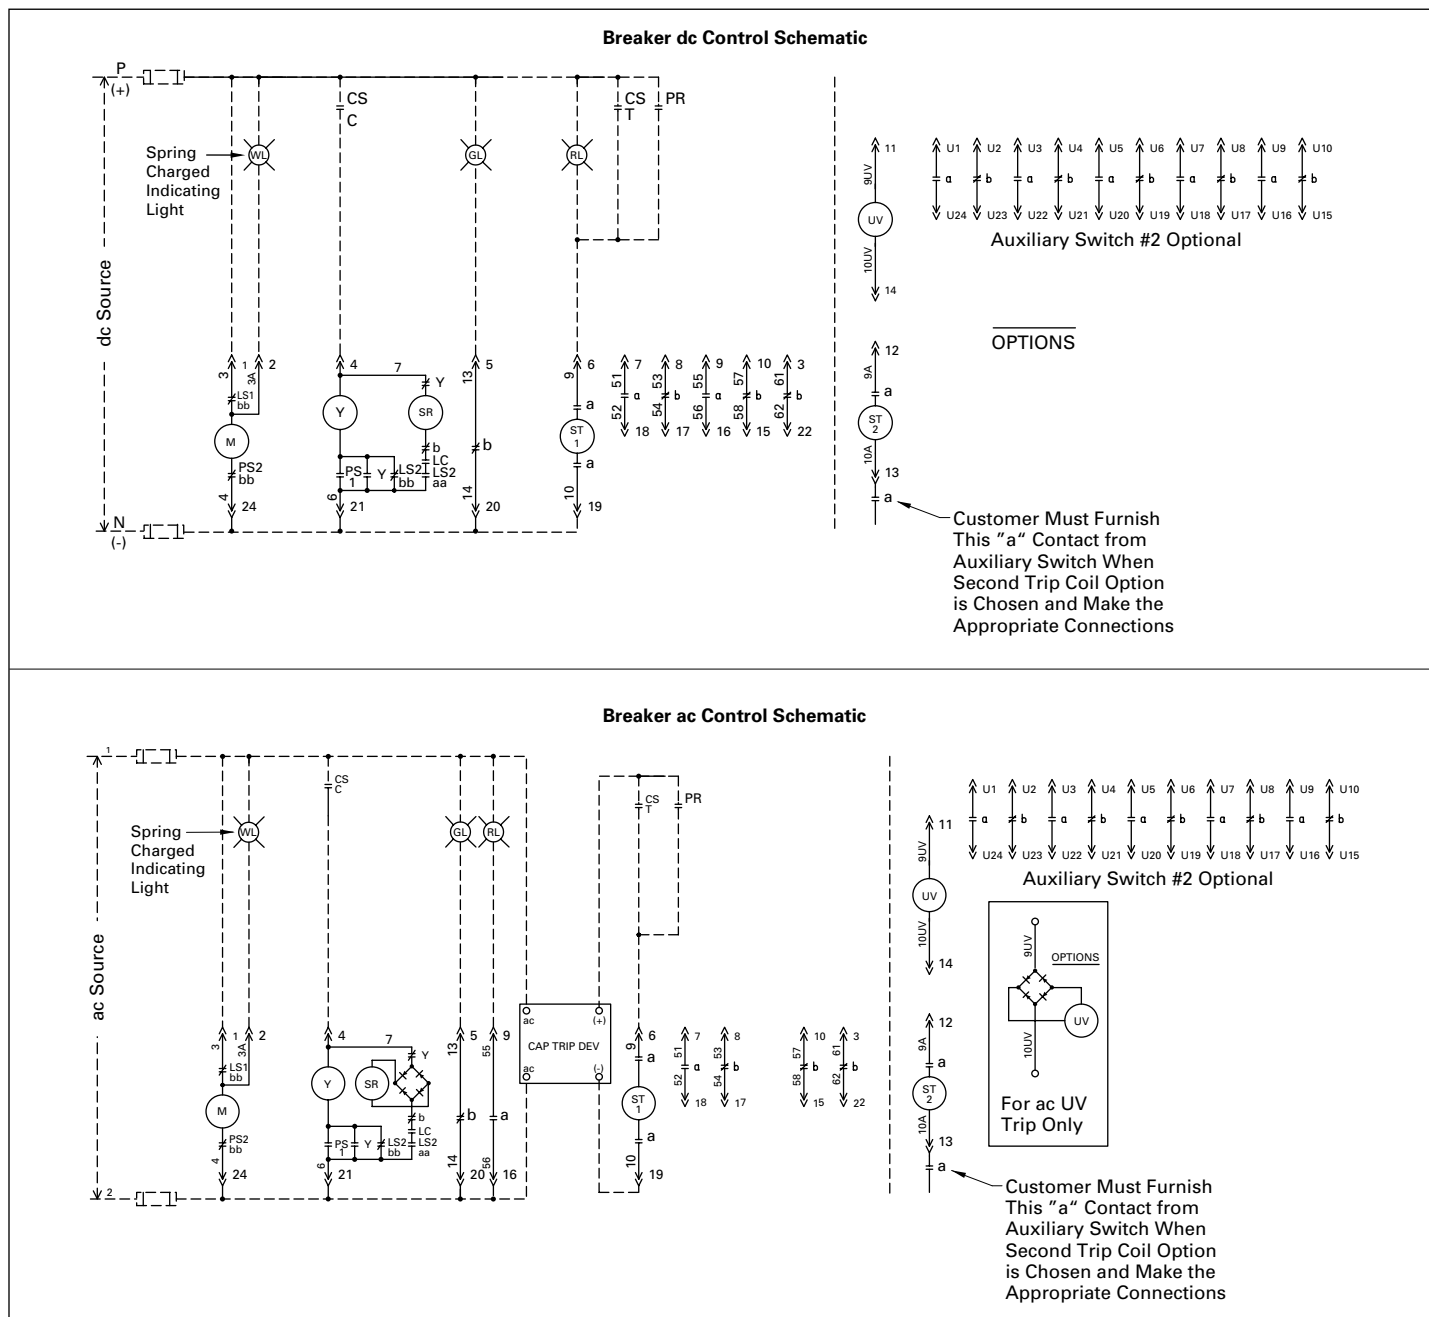 Breaker dc Control Schematic
P
(+)
CS
C
CS
T
PR
Spring
Charged
Indicating
Light
WL
GL
RL
dc Source
11
9UV
UV
10UV
14
U1 U2 U3 U4 U5 U6 U7 U8 U9 U10
a b a b a b a b a b
U24 U23 U22 U21 U20 U19 U18 U17 U16 U15
Auxiliary Switch #2 Optional
OPTIONS
1 2 4 7 5 6 7 8 9 10 3
3 3A 13 9 51 53 55 57 61
LS1
bb
Y
Y
SR
a
a b a b b
52 54 56 58 62
M
ST
1
b
b
LC
LS2
aa
PS2
bb
PS
1
Y
LS2
bb
a
18 17 16 15 22
4 6 14 10
24 21 20 19
N
(-)
12
9A
a
ST
2
10A
13
a
Customer Must Furnish
This "a" Contact from
Auxiliary Switch When
Second Trip Coil Option
is Chosen and Make the
Appropriate Connections
Breaker ac Control Schematic
1
CS
C
CS
T
PR
Spring
Charged
Indicating
Light
WL
GL
RL
ac Source
11
9UV
UV
10UV
14
U1 U2 U3 U4 U5 U6 U7 U8 U9 U10
a b a b a b a b a b
U24 U23 U22 U21 U20 U19 U18 U17 U16 U15
Auxiliary Switch #2 Optional
9UV
OPTIONS
UV
10UV
For ac UV
Trip Only
ac (+)
CAP TRIP DEV
ac (-)
1 2 4 7 5 9 6 7 8 10 3
3 3A 13 55 9 51 53 57 61
LS1
bb
Y
Y
SR
a
a b b b
52 54 58 62
M
ST
1
b
b
a
LC
LS2
aa
PS2
bb
PS
1
Y
LS2
bb
a
18 17 15 22
4 6 14 56 10
24 21 20 16 19
2
12
9A
a
ST
2
10A
13
a
Customer Must Furnish
This "a" Contact from
Auxiliary Switch When
Second Trip Coil Option
is Chosen and Make the
Appropriate Connections